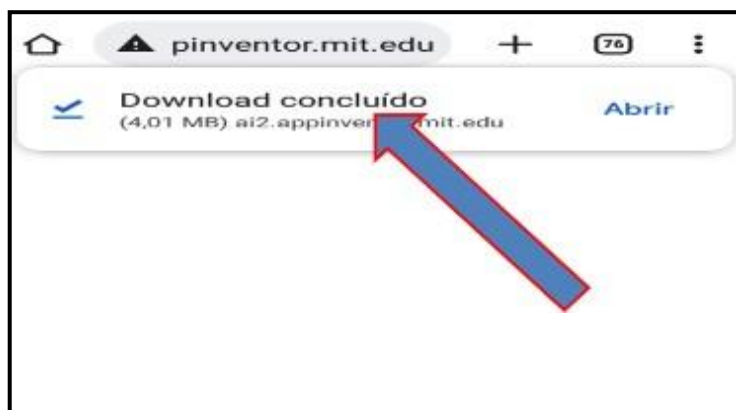 pinventor.mit.edu
76
Download concluído
Abrir
(4,01 MB) ai2.appinven mit.edu